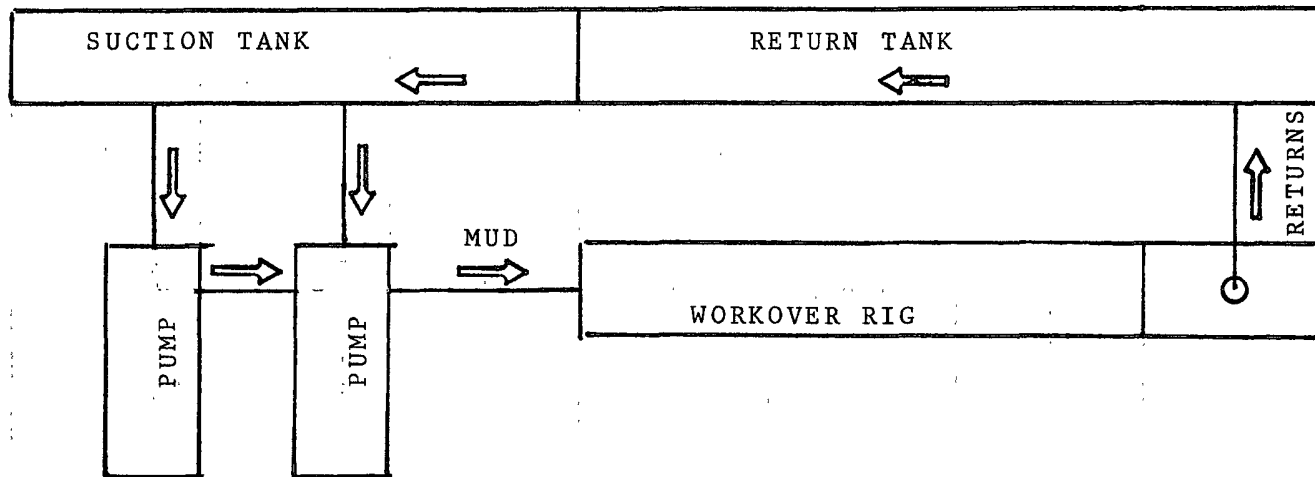 SUCTION TANK
RETURN TANK
RETURNS
MUD
PUMP
PUMP
WORKOVER RIG